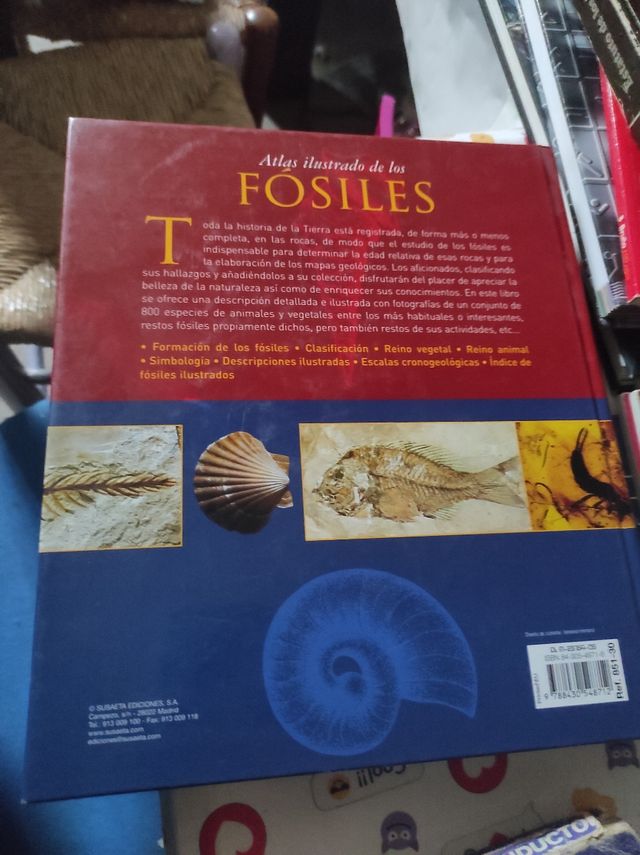 Atlas ilustrado de los
FÓSILES
Toda la historia de la Tierra está registrada, de forma más o menos
completa, en las rocas, de modo que el estudio de los fósiles es
indispensable para determinar la edad relativa de esas rocas y para
la elaboración de los mapas geológicos. Los aficionados, clasificando
sus hallazgos y añadiéndolos a su colección, disfrutarán del placer de apreciar la
belleza de la naturaleza así como de enriquecer sus conocimientos. En este libro
se ofrece una descripción detallada e ilustrada con fotografías de un conjunto de
800 especies de animales y vegetales entre los más habituales o interesantes,
restos fósiles propiamente dichos, pero también restos de sus actividades, etc...
• Formación de los fósiles • Clasificación • Reino vegetal • Reino animal
• Simbología • Descripciones ilustradas • Escalas cronogeológicas • Índice de
fósiles ilustrados
© SUSAETA EDICIONES, S.A.
Campezo, s/n - 28022 Madrid
Tel.: 913 009 100 - Fax: 913 009 118
www.susaeta.com
ediciones@susaeta.com
9 788430 548712
Ref. 851-30